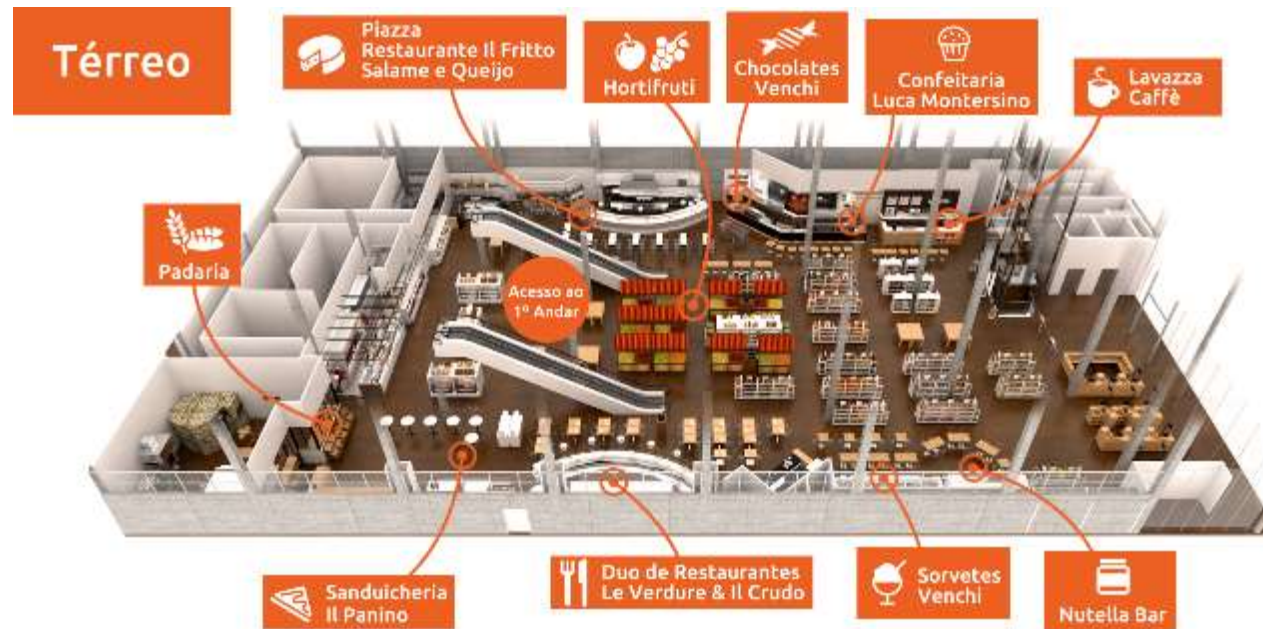 Térreo
Piazza
Restaurante Il Fritto
Salame e Queijo
Hortifruti
Chocolates
Venchi
Confeitaria
Luca Montersino
Lavazza
Caffè
Padaria
Acesso ao
1º Andar
Sanduicheria
Il Panino
Duo de Restaurantes
Le Verdure & Il Crudo
Sorvetes
Venchi
Nutella Bar